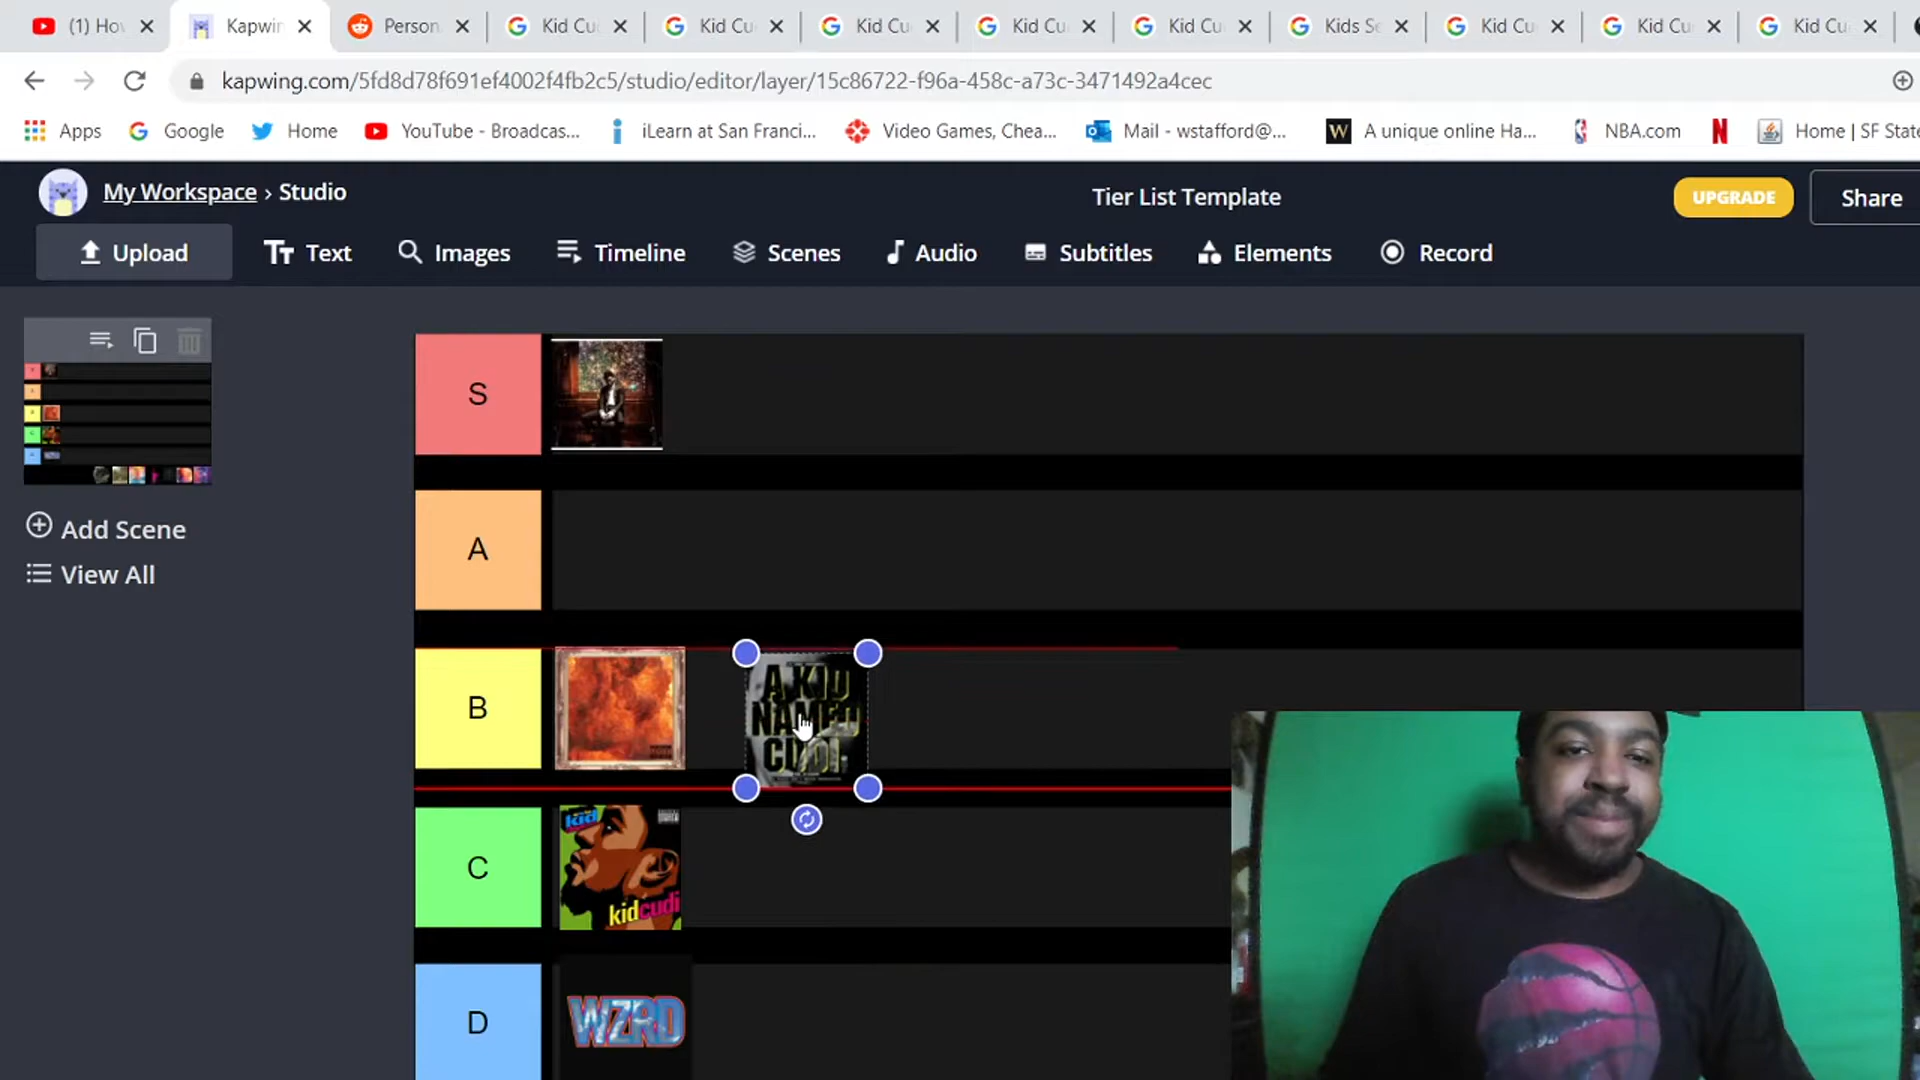 (1) Ho
Kapwin
Person
Kid Cu
Kid Cu
Kid Cu
Kid Cu
Kid Cu
Kids Se
Kid Cu
Kid Cu
Kid Cu
kapwing.com/5fd8d78f691ef4002f4fb2c5/studio/editor/layer/15c86722-f96a-458c-a73c-3471492a4cec
Apps
Google
Home
YouTube - Broadcas...
iLearn at San Franci...
Video Games, Chea...
Mail - wstafford@...
W
A unique online Ha...
NBA.com
N
Home | SF State
My Workspace › Studio
Tier List Template
UPGRADE
Share
Upload
Text
Images
Timeline
Scenes
Audio
Subtitles
Elements
Record
Add Scene
View All
S
A
B
A KID
NAMED
CUDI
C
kid
kid cudi
D
WZRD